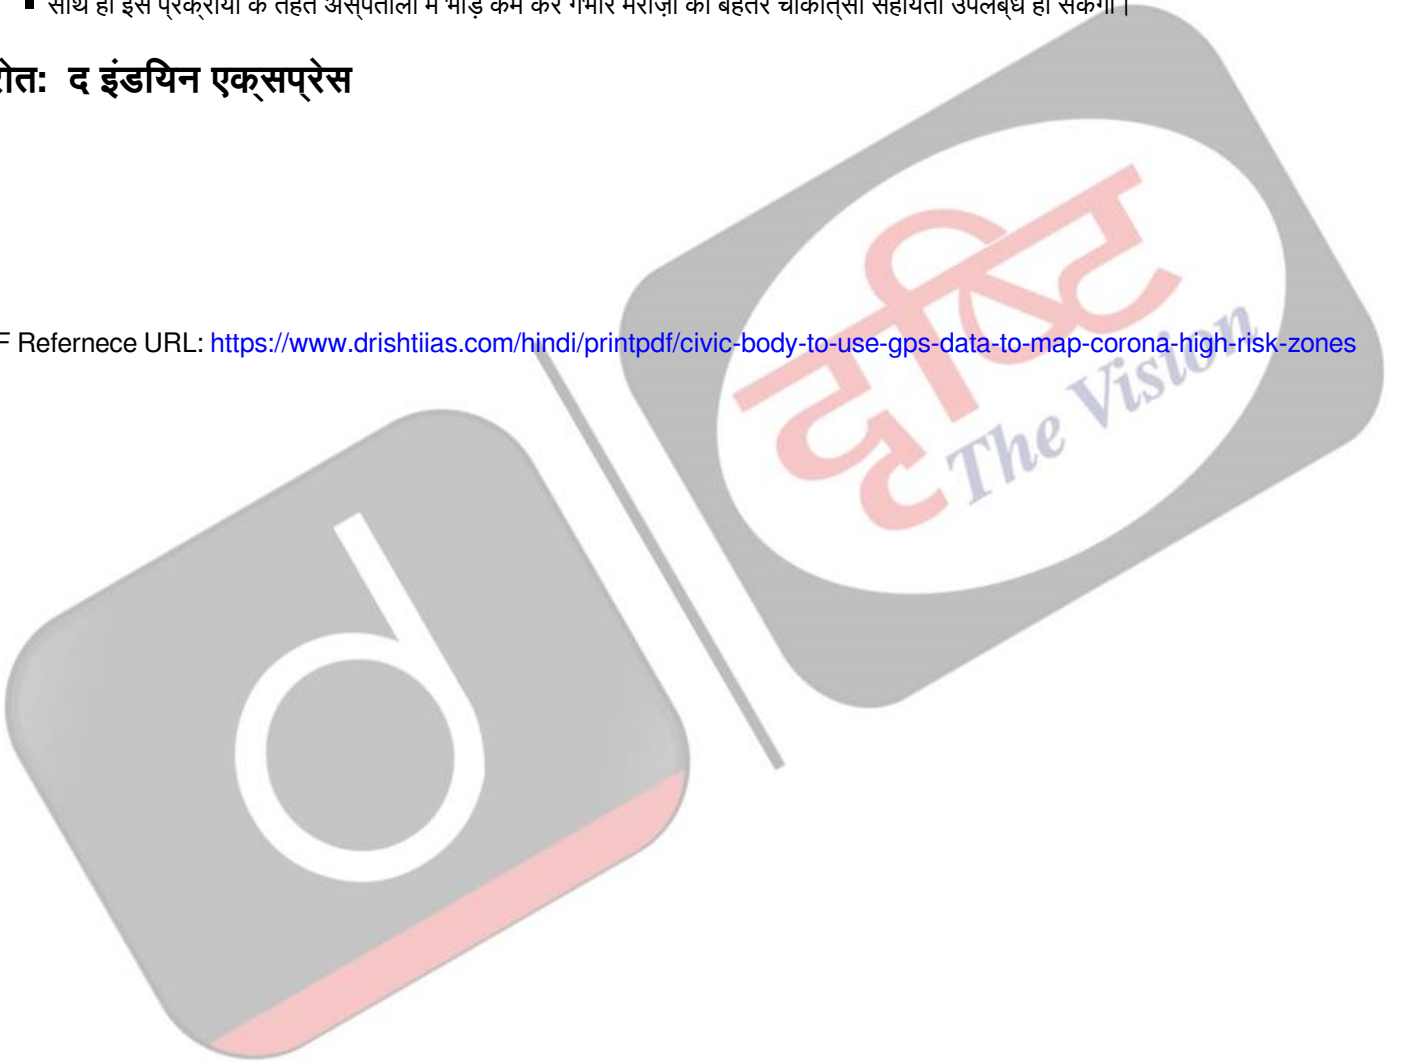 साथ ही इस प्रक्रिया के तहत अस्पतालों में भीड़ कम कर गंभीर मरीज़ों को बेहतर चिकित्सा सहायता उपलब्ध हो सकेगी।
रोत: द इंडियन एक्सप्रेस
F Refernece URL: https://www.drishtiias.com/hindi/printpdf/civic-body-to-use-gps-data-to-map-corona-high-risk-zones
दृष्टि
The Vision
d